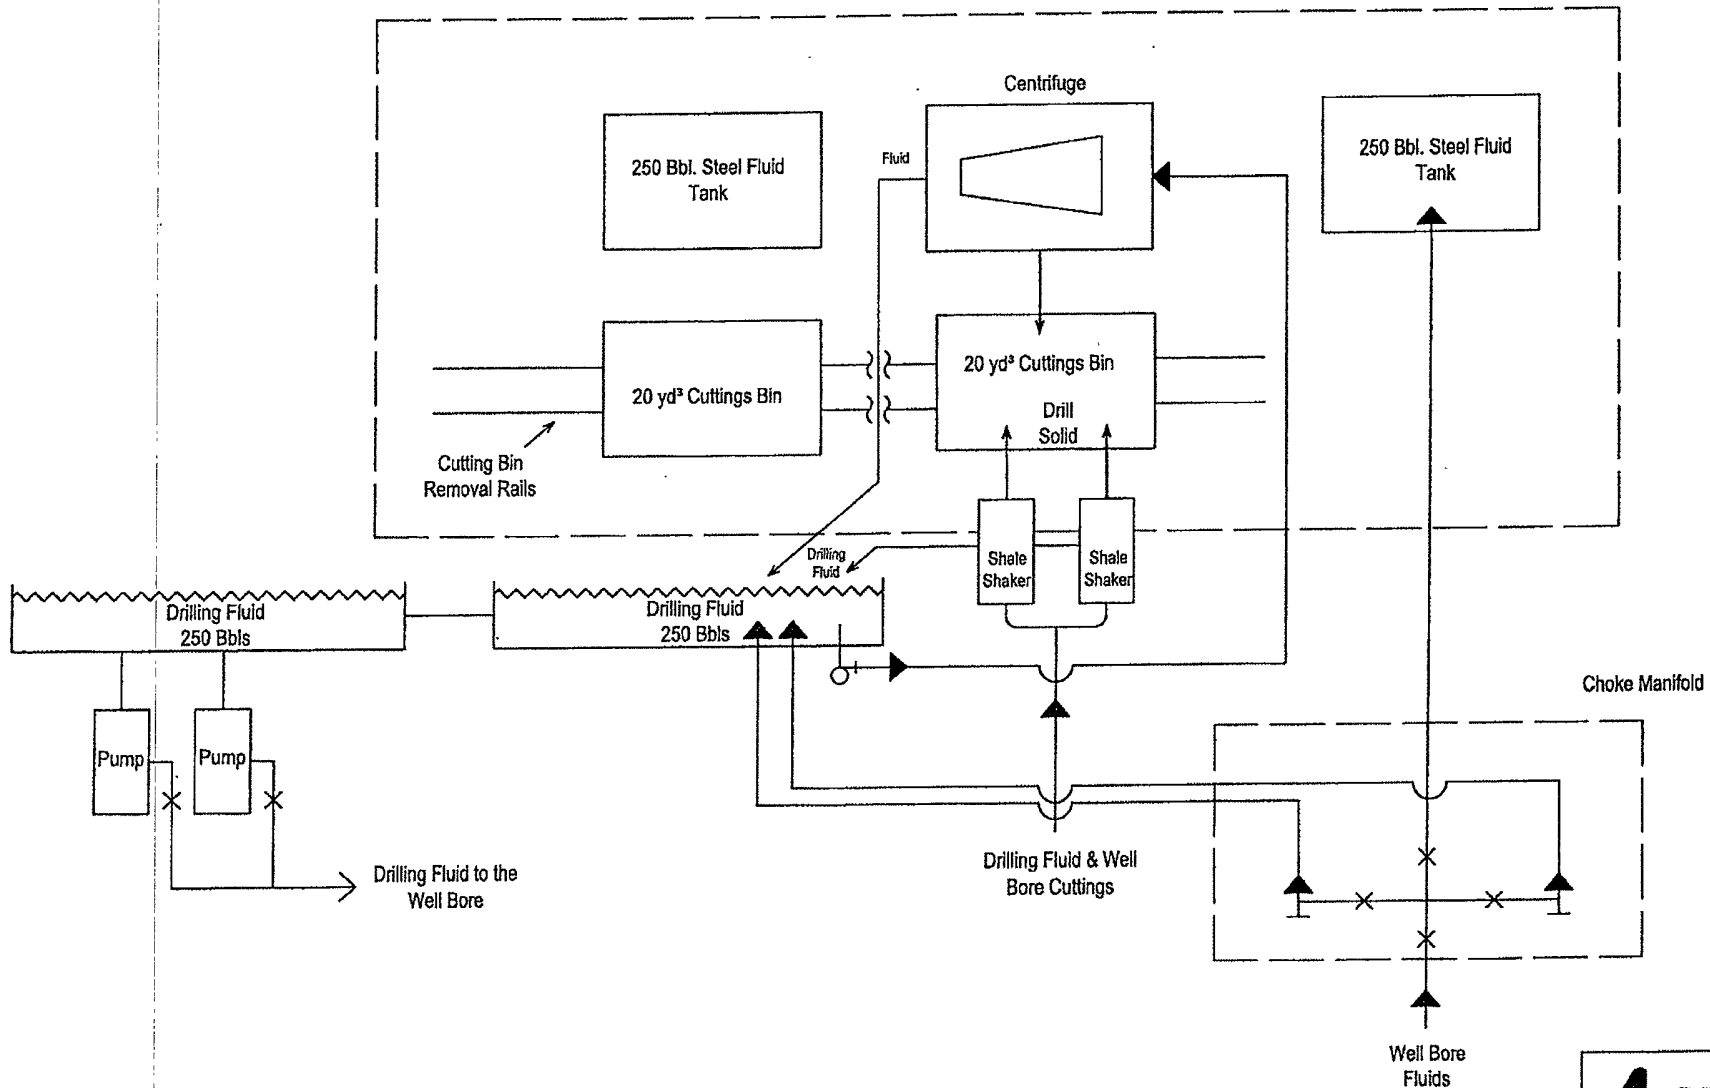 Centrifuge
250 Bbl. Steel Fluid
Tank
Fluid
250 Bbl. Steel Fluid
Tank
20 yd³ Cuttings Bin
20 yd³ Cuttings Bin
Drill
Solid
Cutting Bin
Removal Rails
Shale
Shaker
Shale
Shaker
Drilling
Fluid
Drilling Fluid
250 Bbls
Drilling Fluid
250 Bbls
Choke Manifold
Pump
Pump
Drilling Fluid to the
Well Bore
Drilling Fluid & Well
Bore Cuttings
Well Bore
Fluids